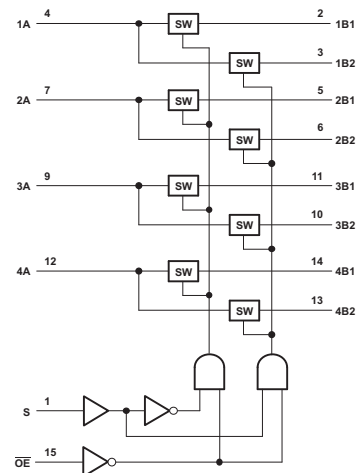 1A 4 SW 2 1B1
SW 3 1B2
2A 7 SW 5 2B1
SW 6 2B2
3A 9 SW 11 3B1
SW 10 3B2
4A 12 SW 14 4B1
SW 13 4B2
S 1
OE 15